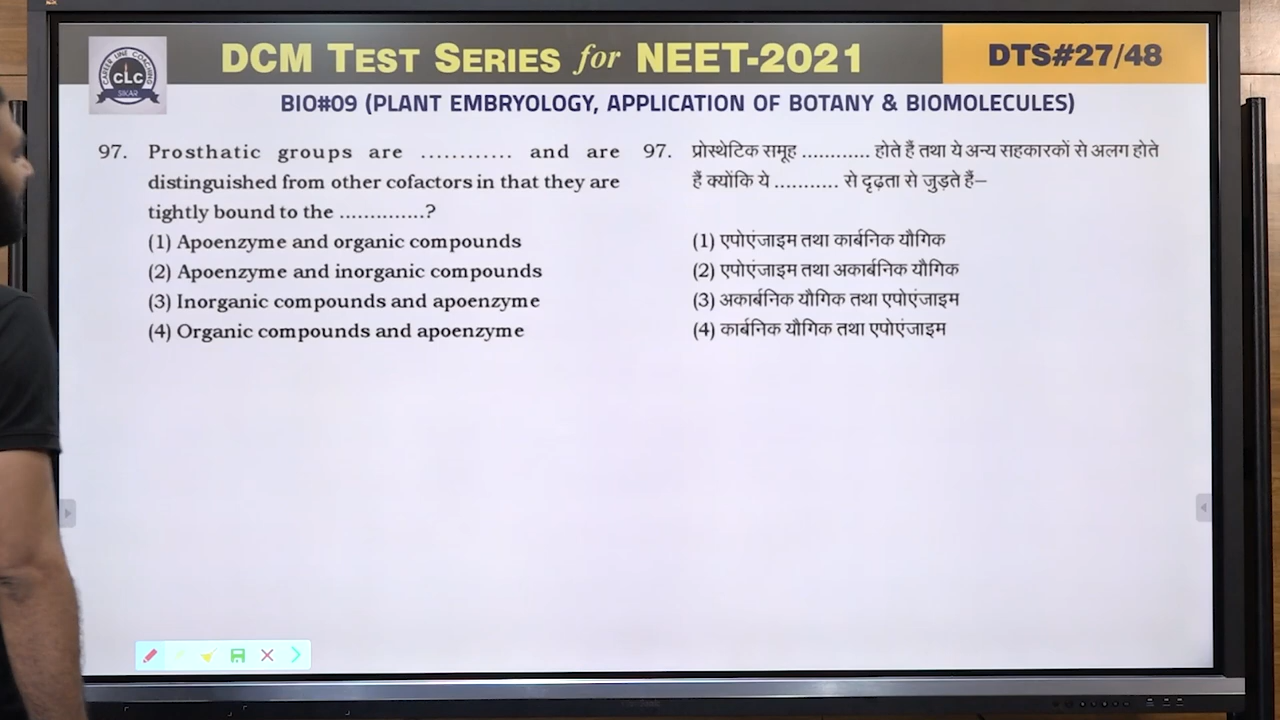 DCM TEST SERIES for NEET-2021
DTS#27/48
CLC
SIKAR
BIO#09 (PLANT EMBRYOLOGY, APPLICATION OF BOTANY & BIOMOLECULES)
97. Prosthatic groups are ............ and are
distinguished from other cofactors in that they are
tightly bound to the ..............?
(1) Apoenzyme and organic compounds
(2) Apoenzyme and inorganic compounds
(3) Inorganic compounds and apoenzyme
(4) Organic compounds and apoenzyme
97. प्रोस्थेटिक समूह ............ होते हैं तथा ये अन्य सहकारकों से अलग होते
हैं क्योंकि ये ........... से दृढ़ता से जुड़ते हैं–
(1) एपोएंजाइम तथा कार्बनिक यौगिक
(2) एपोएंजाइम तथा अकार्बनिक यौगिक
(3) अकार्बनिक यौगिक तथा एपोएंजाइम
(4) कार्बनिक यौगिक तथा एपोएंजाइम